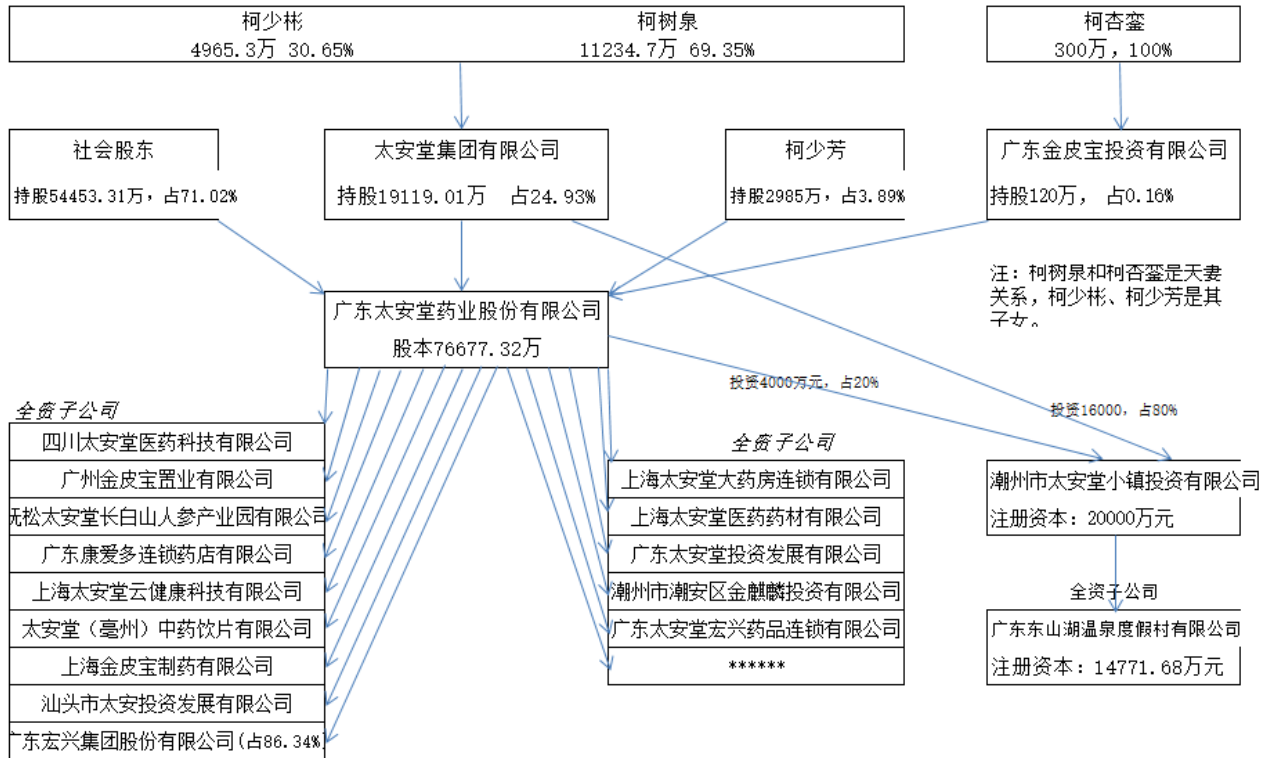 柯少彬
4965.3万 30.65%
柯树泉
11234.7万 69.35%
柯杏銮
300万，100%
社会股东
持股54453.31万，占71.02%
太安堂集团有限公司
持股19119.01万 占24.93%
柯少芳
持股2985万，占3.89%
广东金皮宝投资有限公司
持股120万， 占0.16%
注：柯树泉和柯杏銮是夫妻
关系，柯少彬、柯少芳是其
子女。
广东太安堂药业股份有限公司
股本76677.32万
投资4000万元，占20%
投资16000，占80%
全资子公司
四川太安堂医药科技有限公司
广州金皮宝置业有限公司
抚松太安堂长白山人参产业园有限公司
广东康爱多连锁药店有限公司
上海太安堂云健康科技有限公司
太安堂（亳州）中药饮片有限公司
上海金皮宝制药有限公司
汕头市太安投资发展有限公司
广东宏兴集团股份有限公司(占86.34%
全资子公司
上海太安堂大药房连锁有限公司
上海太安堂医药药材有限公司
广东太安堂投资发展有限公司
潮州市潮安区金麒麟投资有限公司
广东太安堂宏兴药品连锁有限公司
******
潮州市太安堂小镇投资有限公司
注册资本：20000万元
全资子公司
广东东山湖温泉度假村有限公司
注册资本：14771.68万元